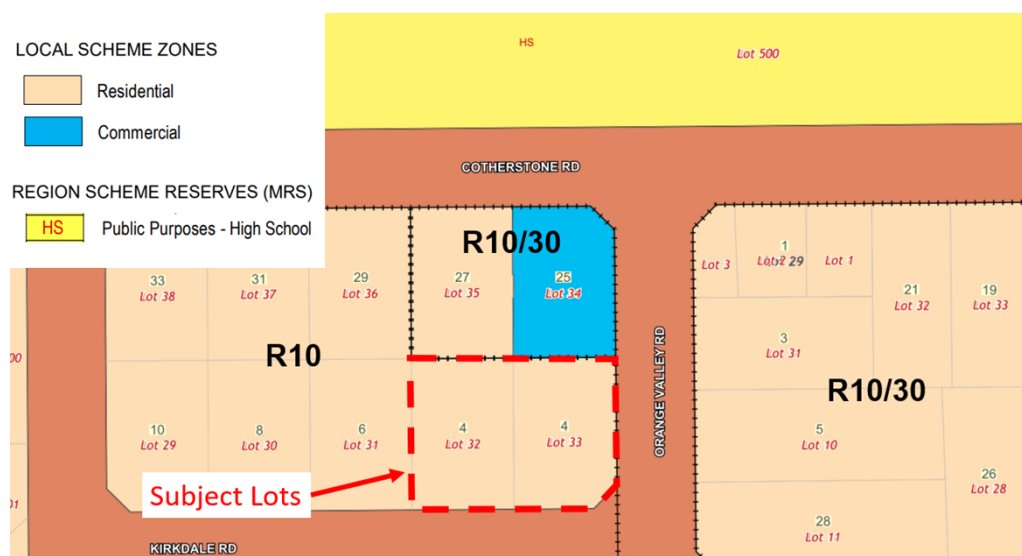 LOCAL SCHEME ZONES
Residential
Commercial
REGION SCHEME RESERVES (MRS)
HS
Public Purposes - High School
HS
Lot 500
COTHERSTONE RD
33
Lot 38
31
Lot 37
29
Lot 36
27
Lot 35
R10/30
25
Lot 34
R10
10
Lot 29
8
Lot 30
6
Lot 31
4
Lot 32
4
Lot 33
Subject Lots
KIRKDALE RD
ORANGE VALLEY RD
Lot 3
1
Lot 2
29
Lot 1
21
Lot 32
19
Lot 33
3
Lot 31
R10/30
5
Lot 10
26
Lot 28
28
Lot 11
00
01